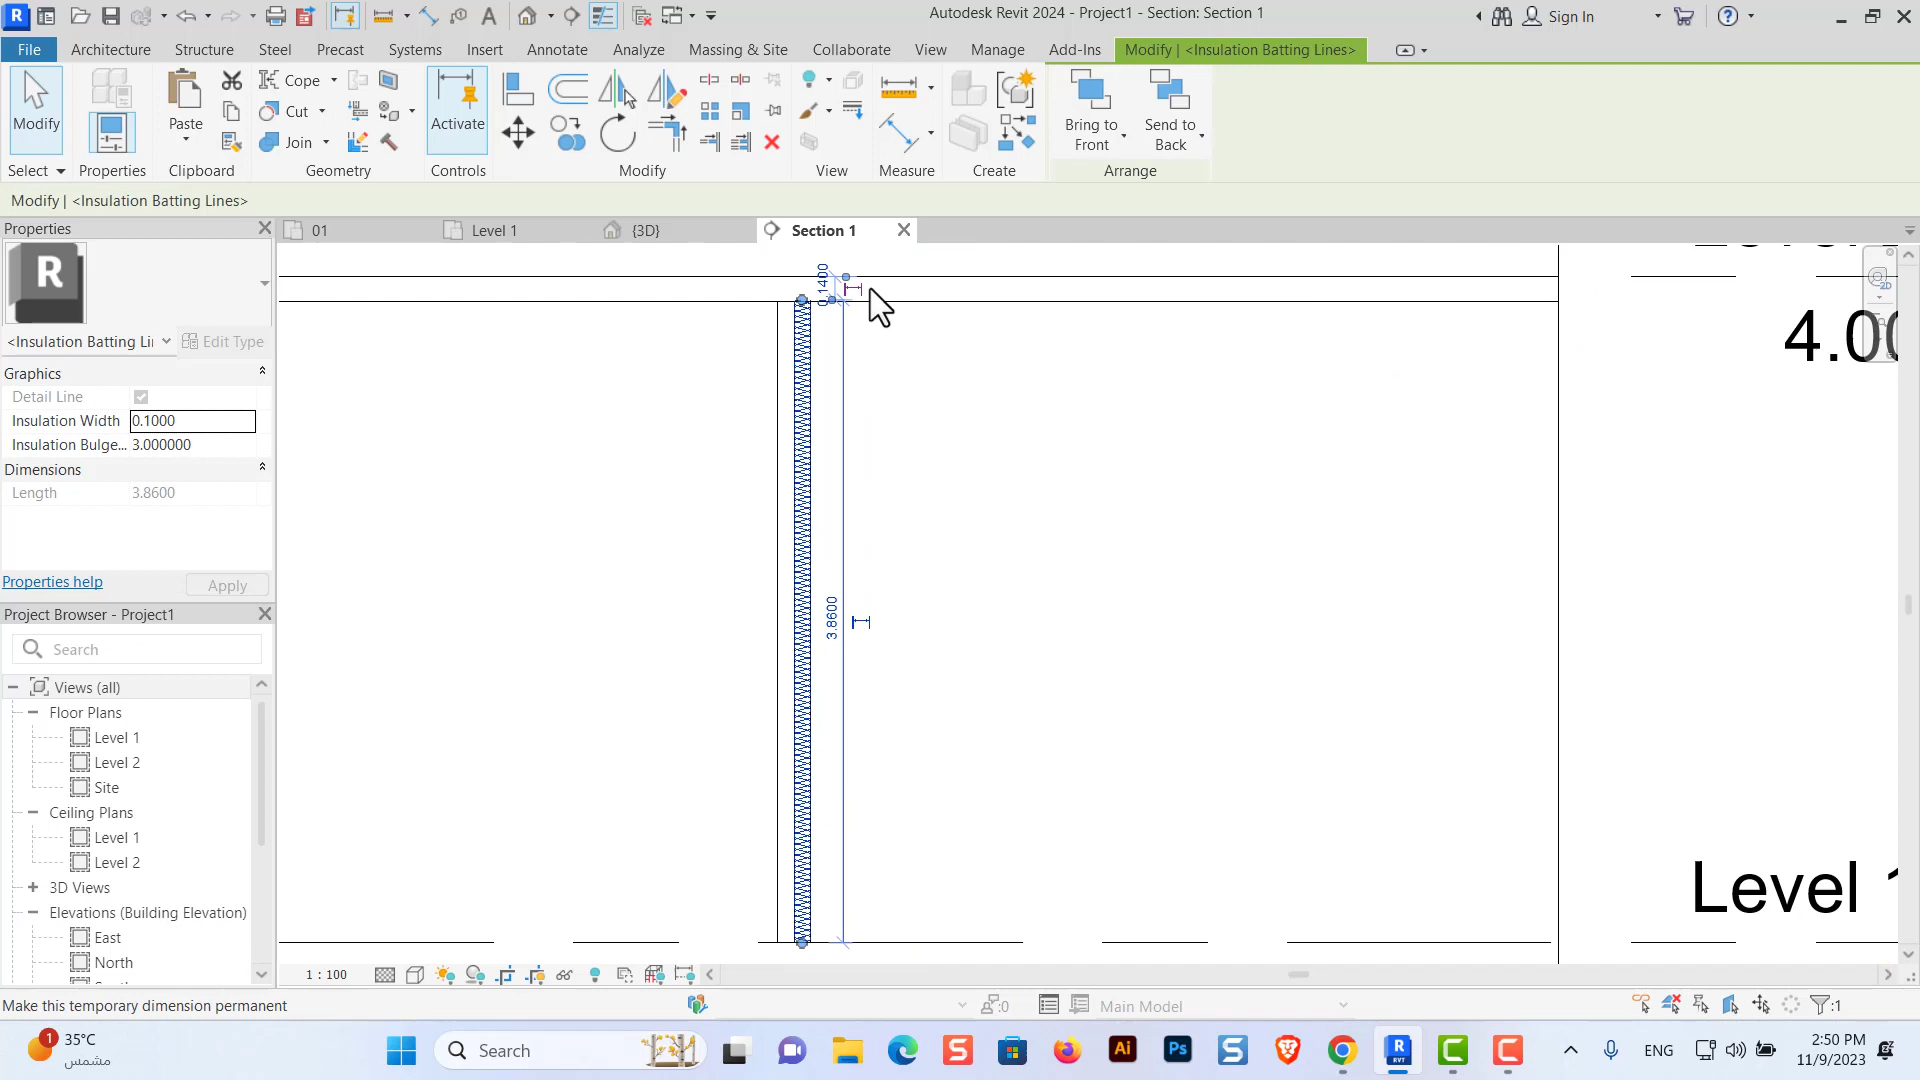 Autodesk Revit 2024 - Project1 - Section: Section 1
Sign In
File Architecture Structure Steel Precast Systems Insert Annotate Analyze Massing & Site Collaborate View Manage Add-Ins Modify | <Insulation Batting Lines>
Modify
Paste
Cope
Cut
Join
Activate
Bring to Front
Send to Back
Select Properties Clipboard Geometry Controls Modify View Measure Create Arrange
Modify | <Insulation Batting Lines>
Properties
01
Level 1
{3D}
Section 1
R
<Insulation Batting Li
Edit Type
Graphics
Detail Line
Insulation Width 0.1000
Insulation Bulge... 3.000000
Dimensions
Length 3.8600
Properties help
Apply
Project Browser - Project1
Search
Views (all)
Floor Plans
Level 1
Level 2
Site
Ceiling Plans
Level 1
Level 2
3D Views
Elevations (Building Elevation)
East
North
0.1400
3.8600
4.00
2D
Level 1
1 : 100
Make this temporary dimension permanent
:0
Main Model
:1
1
35°C
مشمس
Search
Ai
Ps
R
RVT
ENG
2:50 PM
11/9/2023